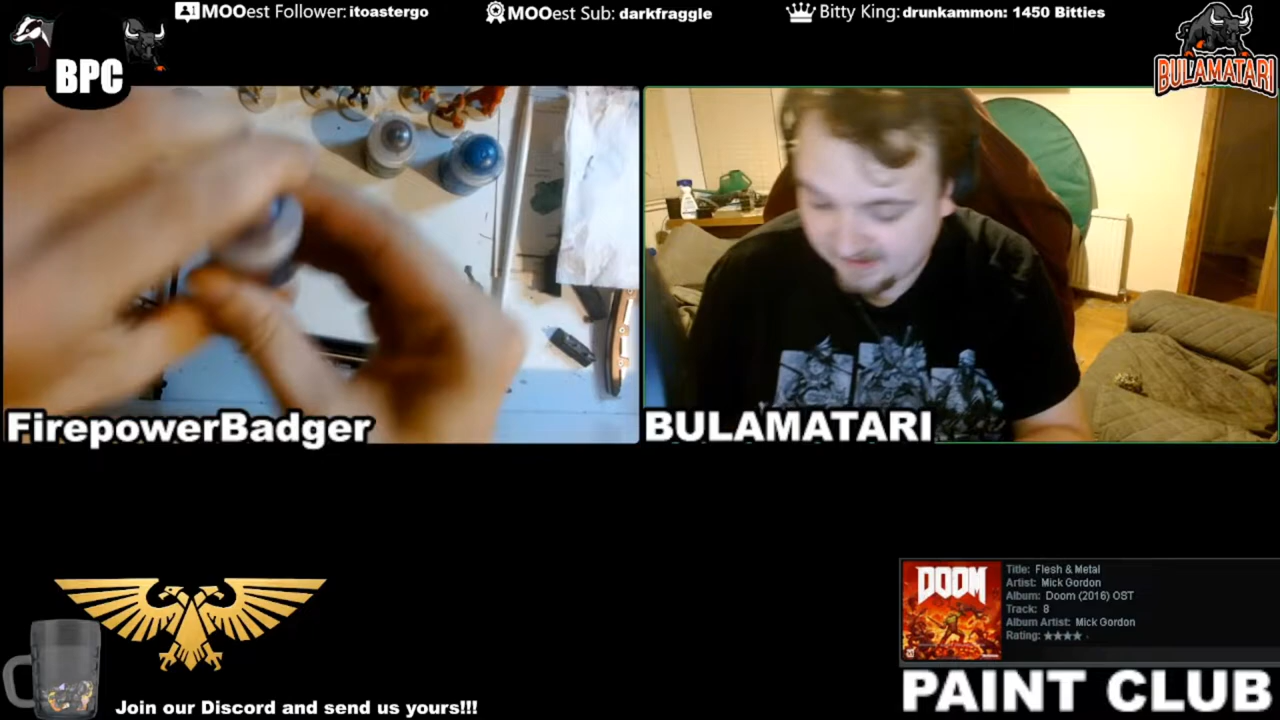 MOOest Follower: itoastergo
MOOest Sub: darkfraggle
Bitty King: drunkammon: 1450 Bitties
BPC
BULAMATARI
FirepowerBadger
BULAMATARI
DOOM
Title: Flesh & Metal
Artist: Mick Gordon
Album: Doom (2016) OST
Track: 8
Album Artist: Mick Gordon
Rating: ★★★★
PAINT CLUB
Join our Discord and send us yours!!!